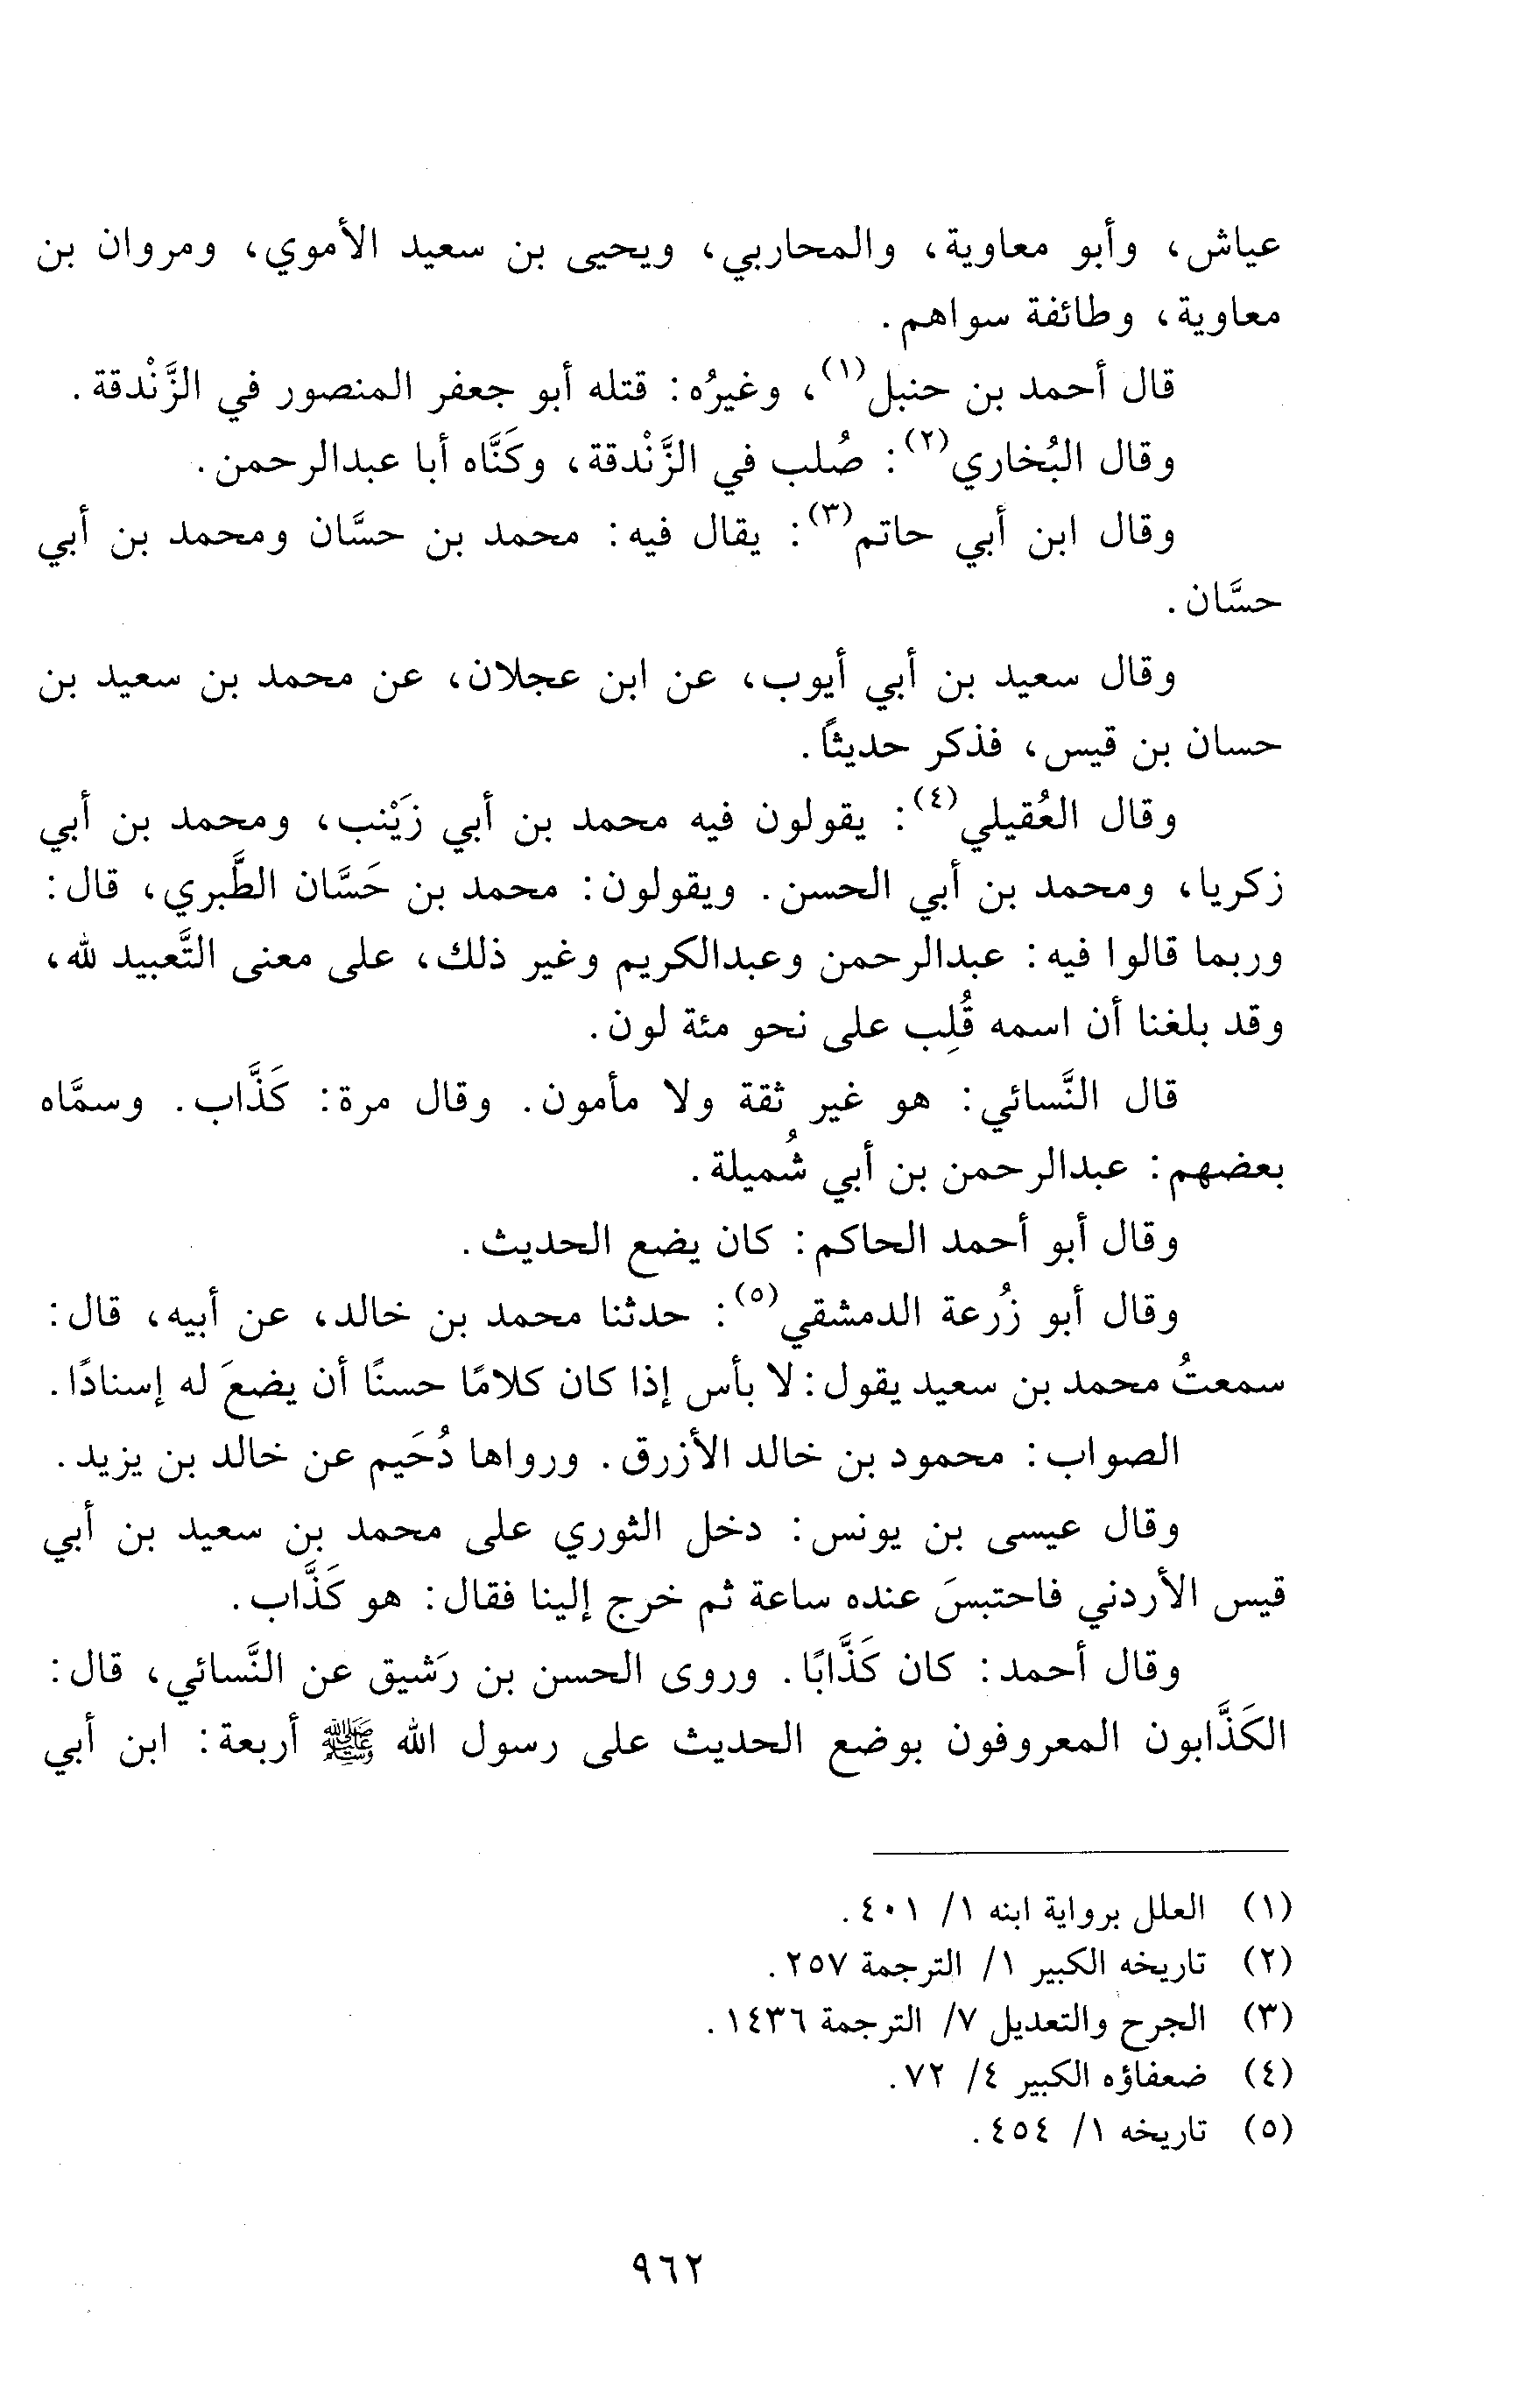 عياش، وأبو معاوية، والمحاربي، ويحيى بن سعيد الأموي، ومروان بن
معاوية، وطائفة سواهم.
قال أحمد بن حنبل(١)، وغيرُه: قتله أبو جعفر المنصور في الزَّنْدقة.
وقال البُخاري(٢): صُلب في الزَّنْدقة، وكَنَّاه أبا عبدالرحمن.
وقال ابن أبي حاتم(٣): يقال فيه: محمد بن حسَّان ومحمد بن أبي
حسَّان.
وقال سعيد بن أبي أيوب، عن ابن عجلان، عن محمد بن سعيد بن
حسان بن قيس، فذكر حديثاً.
وقال العُقيلي(٤): يقولون فيه محمد بن أبي زَيْنب، ومحمد بن أبي
زكريا، ومحمد بن أبي الحسن. ويقولون: محمد بن حَسَّان الطَّبري، قال:
وربما قالوا فيه: عبدالرحمن وعبدالكريم وغير ذلك، على معنى التَّعبيد لله،
وقد بلغنا أن اسمه قُلِب على نحو مئة لون.
قال النَّسائي: هو غير ثقة ولا مأمون. وقال مرة: كَذَّاب. وسمَّاه
بعضهم: عبدالرحمن بن أبي شُميلة.
وقال أبو أحمد الحاكم: كان يضع الحديث.
وقال أبو زُرعة الدمشقي(٥): حدثنا محمد بن خالد، عن أبيه، قال:
سمعتُ محمد بن سعيد يقول: لا بأس إذا كان كلامًا حسنًا أن يضعَ له إسنادًا.
الصواب: محمود بن خالد الأزرق. ورواها دُحَيم عن خالد بن يزيد.
وقال عيسى بن يونس: دخل الثوري على محمد بن سعيد بن أبي
قيس الأردني فاحتبسَ عنده ساعة ثم خرج إلينا فقال: هو كَذَّاب.
وقال أحمد: كان كَذَّابًا. وروى الحسن بن رَشيق عن النَّسائي، قال:
الكَذَّابون المعروفون بوضع الحديث على رسول الله ﷺ أربعة: ابن أبي
(١) العلل برواية ابنه ١/ ٤٠١.
(٢) تاريخه الكبير ١/ الترجمة ٢٥٧.
(٣) الجرح والتعديل ٧/ الترجمة ١٤٣٦.
(٤) ضعفاؤه الكبير ٤/ ٧٢.
(٥) تاريخه ١/ ٤٥٤.
٩٦٢